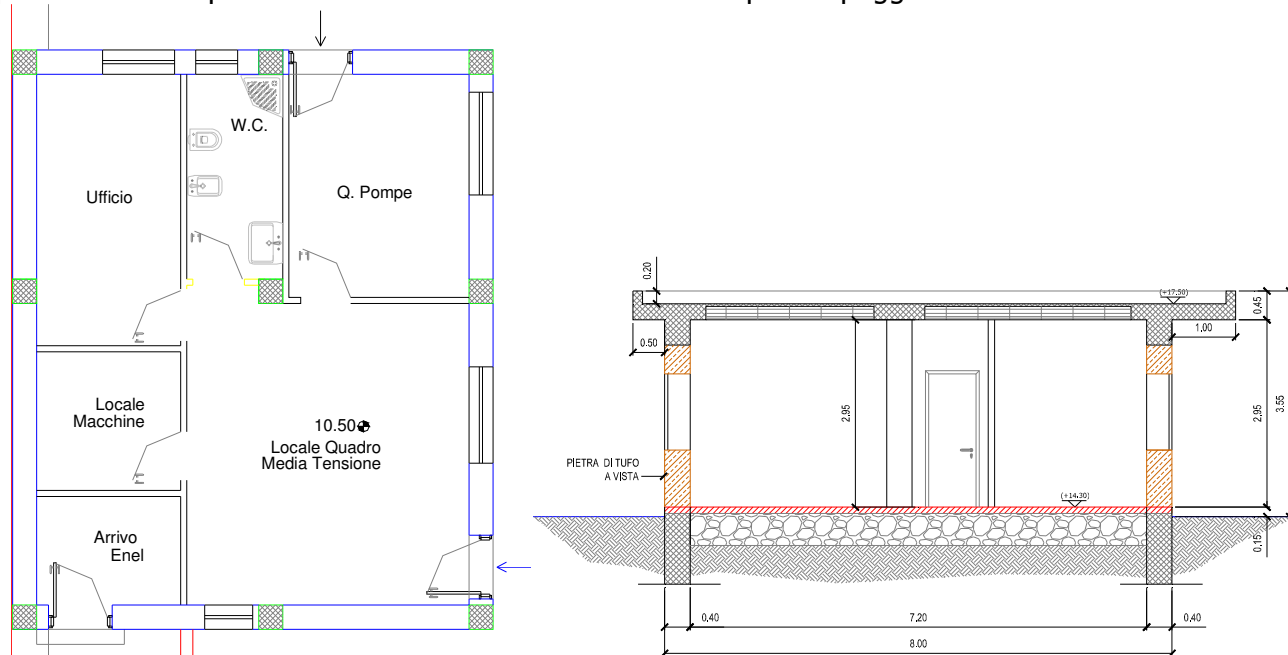 W.C.
Ufficio
Q. Pompe
Locale
Macchine
10.50
Locale Quadro
Media Tensione
Arrivo
Enel
0.20
(+17.50)
0.45
0.50
1.00
2.95
2.95
3.55
PIETRA DI TUFO
A VISTA
(+14.30)
0.15
0.40
7.20
0.40
8.00